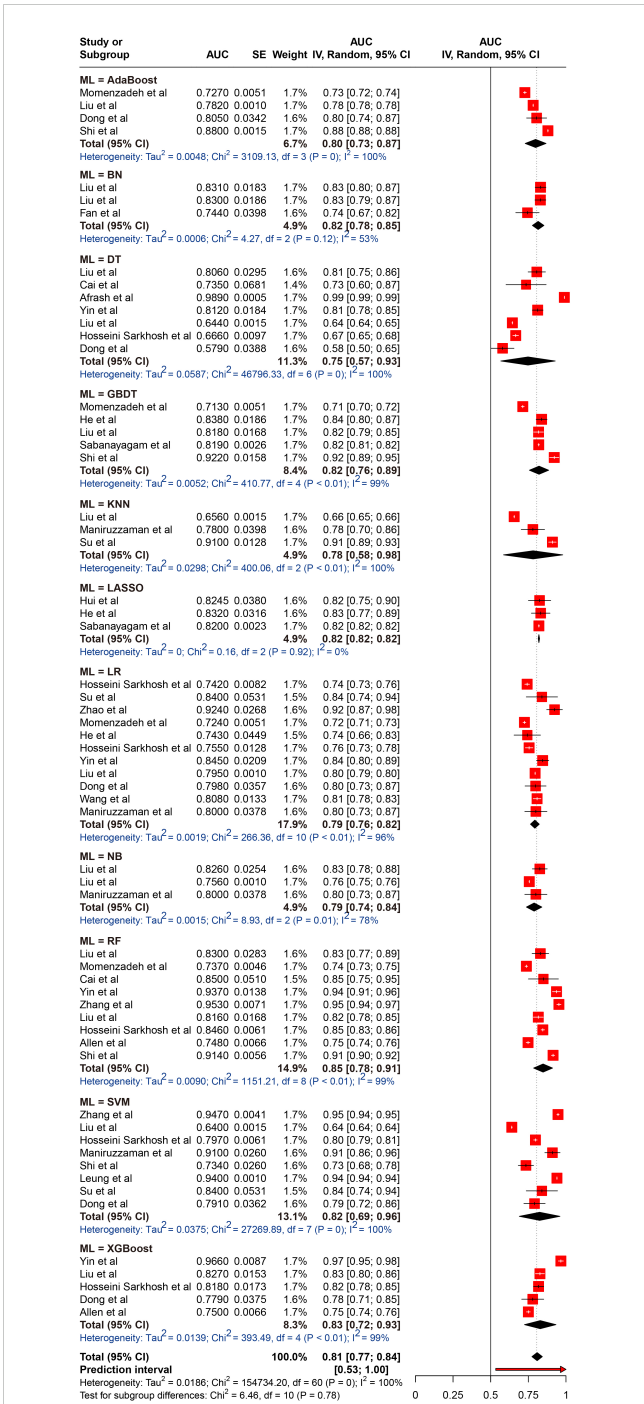 Study or AUC AUC
Subgroup AUC SE Weight IV, Random, 95% CI IV, Random, 95% CI
ML = AdaBoost
Momenzadeh et al 0.7270 0.0051 1.7% 0.73 [0.72; 0.74]
Liu et al 0.7820 0.0010 1.7% 0.78 [0.78; 0.78]
Dong et al 0.8050 0.0342 1.6% 0.80 [0.74; 0.87]
Shi et al 0.8800 0.0015 1.7% 0.88 [0.88; 0.88]
Total (95% CI) 6.7% 0.80 [0.73; 0.87]
Heterogeneity: Tau² = 0.0048; Chi² = 3109.13, df = 3 (P = 0); I² = 100%
ML = BN
Liu et al 0.8310 0.0183 1.7% 0.83 [0.80; 0.87]
Liu et al 0.8300 0.0186 1.7% 0.83 [0.79; 0.87]
Fan et al 0.7440 0.0398 1.6% 0.74 [0.67; 0.82]
Total (95% CI) 4.9% 0.82 [0.78; 0.85]
Heterogeneity: Tau² = 0.0006; Chi² = 4.27, df = 2 (P = 0.12); I² = 53%
ML = DT
Liu et al 0.8060 0.0295 1.6% 0.81 [0.75; 0.86]
Cai et al 0.7350 0.0681 1.4% 0.73 [0.60; 0.87]
Afrash et al 0.9890 0.0005 1.7% 0.99 [0.99; 0.99]
Yin et al 0.8120 0.0184 1.7% 0.81 [0.78; 0.85]
Liu et al 0.6440 0.0015 1.7% 0.64 [0.64; 0.65]
Hosseini Sarkhosh et al 0.6660 0.0097 1.7% 0.67 [0.65; 0.68]
Dong et al 0.5790 0.0388 1.6% 0.58 [0.50; 0.65]
Total (95% CI) 11.3% 0.75 [0.57; 0.93]
Heterogeneity: Tau² = 0.0587; Chi² = 46796.33, df = 6 (P = 0); I² = 100%
ML = GBDT
Momenzadeh et al 0.7130 0.0051 1.7% 0.71 [0.70; 0.72]
He et al 0.8380 0.0186 1.7% 0.84 [0.80; 0.87]
Liu et al 0.8180 0.0168 1.7% 0.82 [0.79; 0.85]
Sabanayagam et al 0.8190 0.0026 1.7% 0.82 [0.81; 0.82]
Shi et al 0.9220 0.0158 1.7% 0.92 [0.89; 0.95]
Total (95% CI) 8.4% 0.82 [0.76; 0.89]
Heterogeneity: Tau² = 0.0052; Chi² = 410.77, df = 4 (P < 0.01); I² = 99%
ML = KNN
Liu et al 0.6560 0.0015 1.7% 0.66 [0.65; 0.66]
Maniruzzaman et al 0.7800 0.0398 1.6% 0.78 [0.70; 0.86]
Su et al 0.9100 0.0128 1.7% 0.91 [0.89; 0.93]
Total (95% CI) 4.9% 0.78 [0.58; 0.98]
Heterogeneity: Tau² = 0.0298; Chi² = 400.06, df = 2 (P < 0.01); I² = 100%
ML = LASSO
Hui et al 0.8245 0.0380 1.6% 0.82 [0.75; 0.90]
He et al 0.8320 0.0316 1.6% 0.83 [0.77; 0.89]
Sabanayagam et al 0.8200 0.0023 1.7% 0.82 [0.82; 0.82]
Total (95% CI) 4.9% 0.82 [0.82; 0.82]
Heterogeneity: Tau² = 0; Chi² = 0.16, df = 2 (P = 0.92); I² = 0%
ML = LR
Hosseini Sarkhosh et al 0.7420 0.0082 1.7% 0.74 [0.73; 0.76]
Su et al 0.8400 0.0531 1.5% 0.84 [0.74; 0.94]
Zhao et al 0.9240 0.0268 1.6% 0.92 [0.87; 0.98]
Momenzadeh et al 0.7240 0.0051 1.7% 0.72 [0.71; 0.73]
He et al 0.7430 0.0449 1.5% 0.74 [0.66; 0.83]
Hosseini Sarkhosh et al 0.7550 0.0128 1.7% 0.76 [0.73; 0.78]
Yin et al 0.8450 0.0209 1.7% 0.84 [0.80; 0.89]
Liu et al 0.7950 0.0010 1.7% 0.80 [0.79; 0.80]
Dong et al 0.7980 0.0357 1.6% 0.80 [0.73; 0.87]
Wang et al 0.8080 0.0133 1.7% 0.81 [0.78; 0.83]
Maniruzzaman et al 0.8000 0.0378 1.6% 0.80 [0.73; 0.87]
Total (95% CI) 17.9% 0.79 [0.76; 0.82]
Heterogeneity: Tau² = 0.0019; Chi² = 266.36, df = 10 (P < 0.01); I² = 96%
ML = NB
Liu et al 0.8260 0.0254 1.7% 0.83 [0.78; 0.88]
Liu et al 0.7560 0.0010 1.7% 0.76 [0.75; 0.76]
Maniruzzaman et al 0.8000 0.0378 1.6% 0.80 [0.73; 0.87]
Total (95% CI) 4.9% 0.79 [0.74; 0.84]
Heterogeneity: Tau² = 0.0015; Chi² = 8.93, df = 2 (P = 0.01); I² = 78%
ML = RF
Liu et al 0.8300 0.0283 1.6% 0.83 [0.77; 0.89]
Momenzadeh et al 0.7370 0.0046 1.7% 0.74 [0.73; 0.75]
Cai et al 0.8500 0.0510 1.5% 0.85 [0.75; 0.95]
Yin et al 0.9370 0.0138 1.7% 0.94 [0.91; 0.96]
Zhang et al 0.9530 0.0071 1.7% 0.95 [0.94; 0.97]
Liu et al 0.8160 0.0168 1.7% 0.82 [0.78; 0.85]
Hosseini Sarkhosh et al 0.8460 0.0061 1.7% 0.85 [0.83; 0.86]
Allen et al 0.7480 0.0066 1.7% 0.75 [0.74; 0.76]
Shi et al 0.9140 0.0056 1.7% 0.91 [0.90; 0.92]
Total (95% CI) 14.9% 0.85 [0.78; 0.91]
Heterogeneity: Tau² = 0.0090; Chi² = 1151.21, df = 8 (P < 0.01); I² = 99%
ML = SVM
Zhang et al 0.9470 0.0041 1.7% 0.95 [0.94; 0.95]
Liu et al 0.6400 0.0015 1.7% 0.64 [0.64; 0.64]
Hosseini Sarkhosh et al 0.7970 0.0061 1.7% 0.80 [0.79; 0.81]
Maniruzzaman et al 0.9100 0.0260 1.6% 0.91 [0.86; 0.96]
Shi et al 0.7340 0.0260 1.6% 0.73 [0.68; 0.78]
Leung et al 0.9400 0.0010 1.7% 0.94 [0.94; 0.94]
Su et al 0.8400 0.0531 1.5% 0.84 [0.74; 0.94]
Dong et al 0.7910 0.0362 1.6% 0.79 [0.72; 0.86]
Total (95% CI) 13.1% 0.82 [0.69; 0.96]
Heterogeneity: Tau² = 0.0375; Chi² = 27269.89, df = 7 (P = 0); I² = 100%
ML = XGBoost
Yin et al 0.9660 0.0087 1.7% 0.97 [0.95; 0.98]
Liu et al 0.8270 0.0153 1.7% 0.83 [0.80; 0.86]
Hosseini Sarkhosh et al 0.8180 0.0173 1.7% 0.82 [0.78; 0.85]
Dong et al 0.7790 0.0375 1.6% 0.78 [0.71; 0.85]
Allen et al 0.7500 0.0066 1.7% 0.75 [0.74; 0.76]
Total (95% CI) 8.3% 0.83 [0.72; 0.93]
Heterogeneity: Tau² = 0.0139; Chi² = 393.49, df = 4 (P < 0.01); I² = 99%
Total (95% CI) 100.0% 0.81 [0.77; 0.84]
Prediction interval [0.53; 1.00]
Heterogeneity: Tau² = 0.0186; Chi² = 154734.20, df = 60 (P = 0); I² = 100%
Test for subgroup differences: Chi² = 6.46, df = 10 (P = 0.78)
0 0.25 0.5 0.75 1